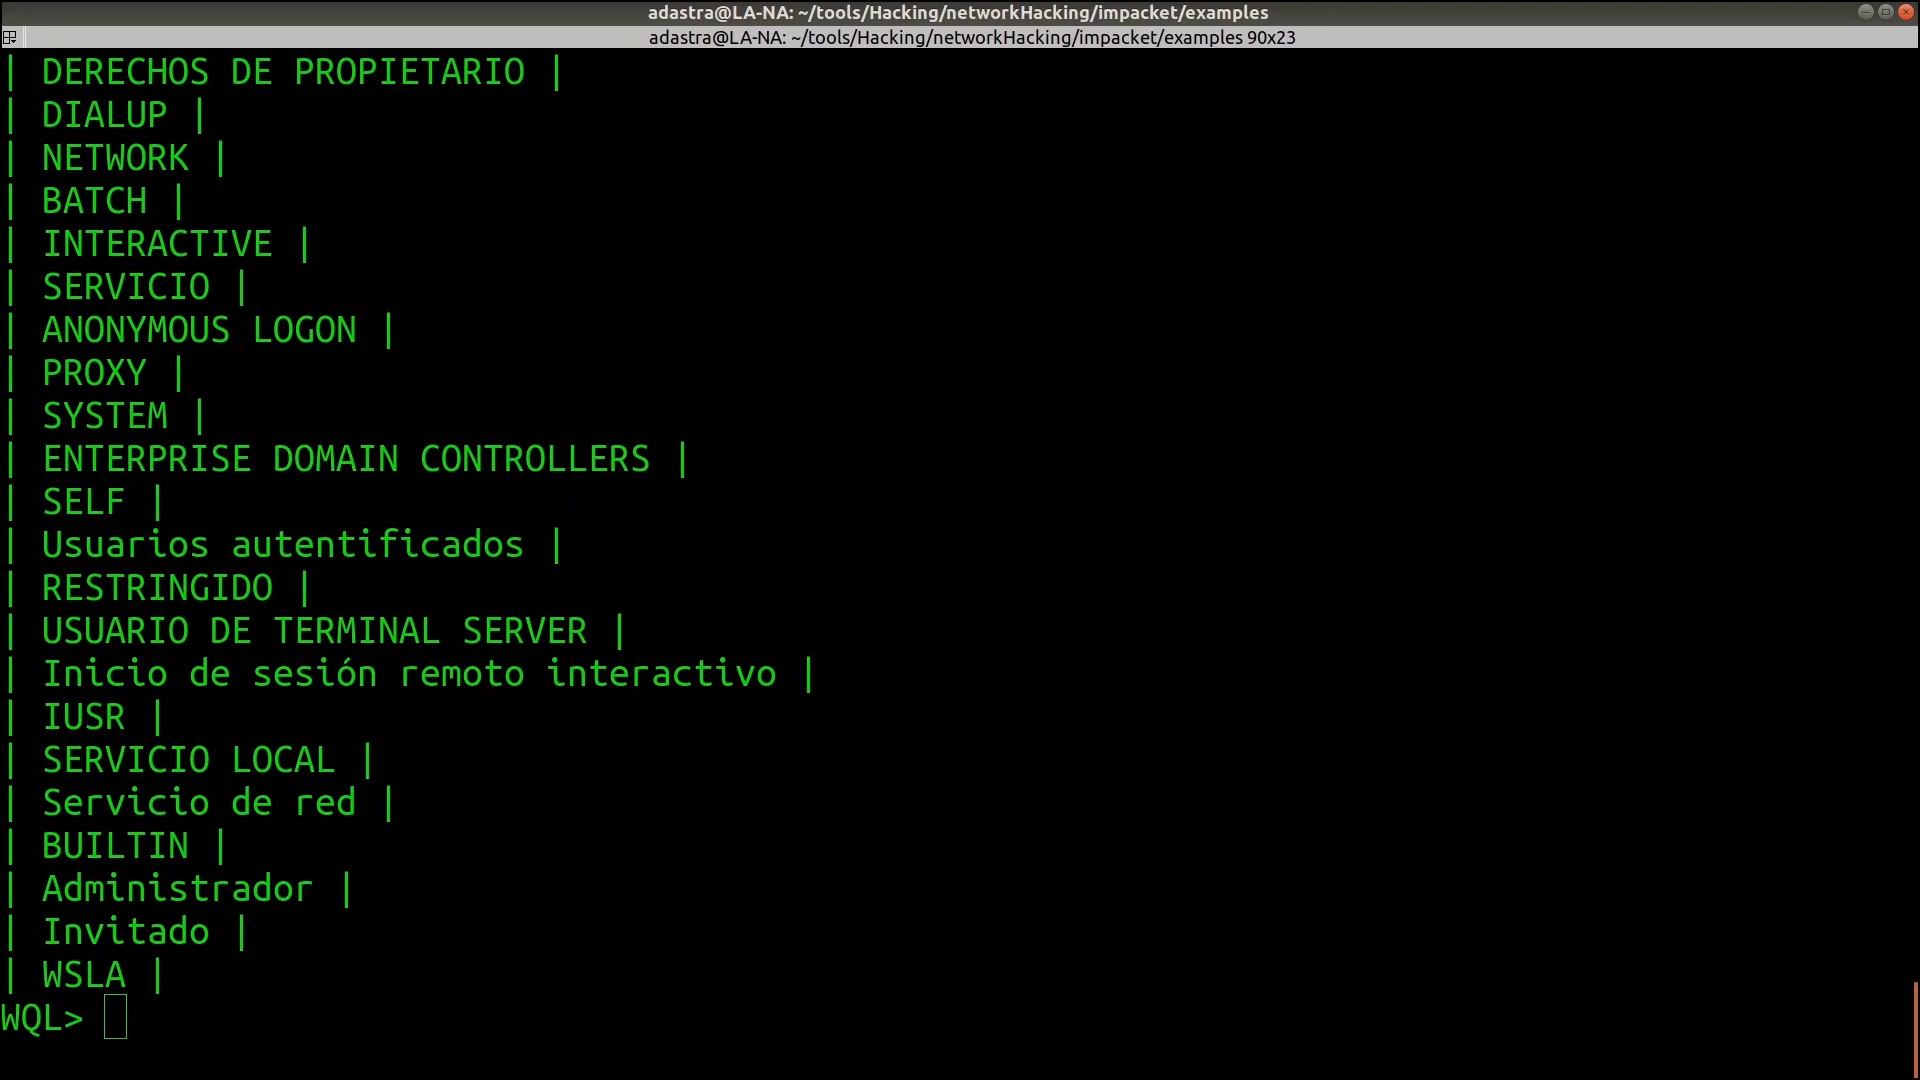 adastra@LA-NA: ~/tools/Hacking/networkHacking/impacket/examples
adastra@LA-NA: ~/tools/Hacking/networkHacking/impacket/examples 90x23
| DERECHOS DE PROPIETARIO |
| DIALUP |
| NETWORK |
| BATCH |
| INTERACTIVE |
| SERVICIO |
| ANONYMOUS LOGON |
| PROXY |
| SYSTEM |
| ENTERPRISE DOMAIN CONTROLLERS |
| SELF |
| Usuarios autentificados |
| RESTRINGIDO |
| USUARIO DE TERMINAL SERVER |
| Inicio de sesión remoto interactivo |
| IUSR |
| SERVICIO LOCAL |
| Servicio de red |
| BUILTIN |
| Administrador |
| Invitado |
| WSLA |
WQL>